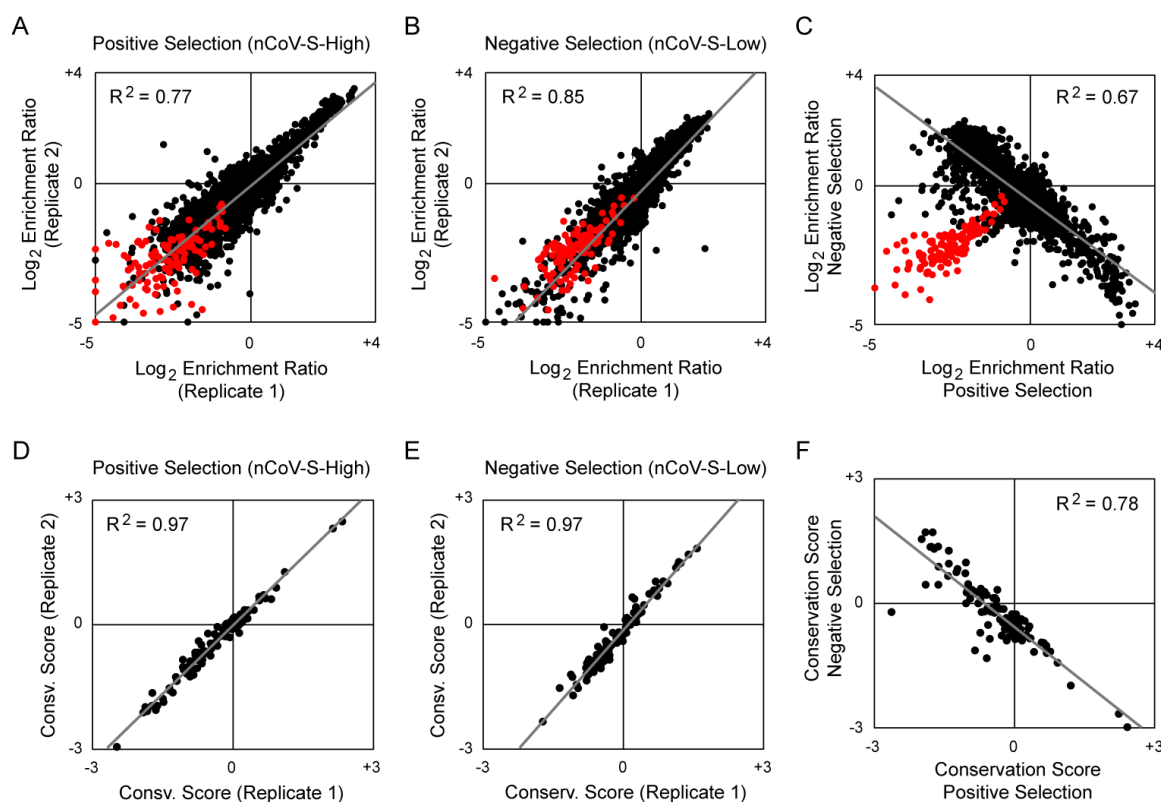 A
Positive Selection (nCoV-S-High)
+4
R² = 0.77
0
-5
-5
0
+4
Log₂ Enrichment Ratio
(Replicate 2)
Log₂ Enrichment Ratio
(Replicate 1)
B
Negative Selection (nCoV-S-Low)
+4
R² = 0.85
0
-5
-5
0
+4
Log₂ Enrichment Ratio
(Replicate 2)
Log₂ Enrichment Ratio
(Replicate 1)
C
+4
R² = 0.67
0
-5
-5
0
+4
Log₂ Enrichment Ratio
Negative Selection
Log₂ Enrichment Ratio
Positive Selection
D
Positive Selection (nCoV-S-High)
+3
R² = 0.97
0
-3
-3
0
+3
Consv. Score (Replicate 2)
Consv. Score (Replicate 1)
E
Negative Selection (nCoV-S-Low)
+3
R² = 0.97
0
-3
-3
0
+3
Consv. Score (Replicate 2)
Conserv. Score (Replicate 1)
F
+3
R² = 0.78
0
-3
-3
0
+3
Conservation Score
Negative Selection
Conservation Score
Positive Selection